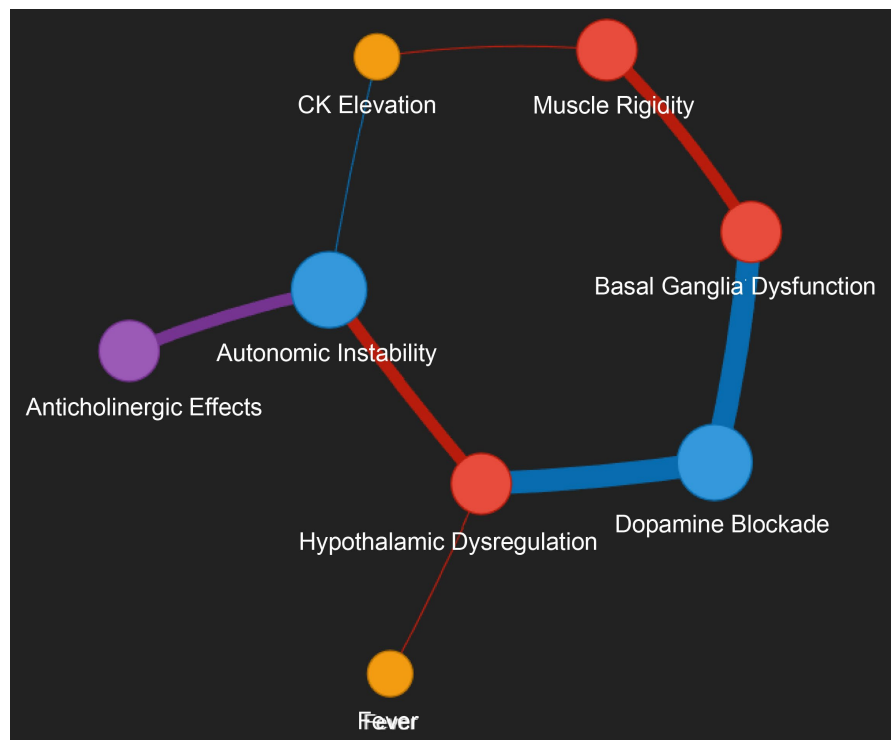 CK Elevation
Muscle Rigidity
Basal Ganglia Dysfunction
Autonomic Instability
Anticholinergic Effects
Dopamine Blockade
Hypothalamic Dysregulation
Fever